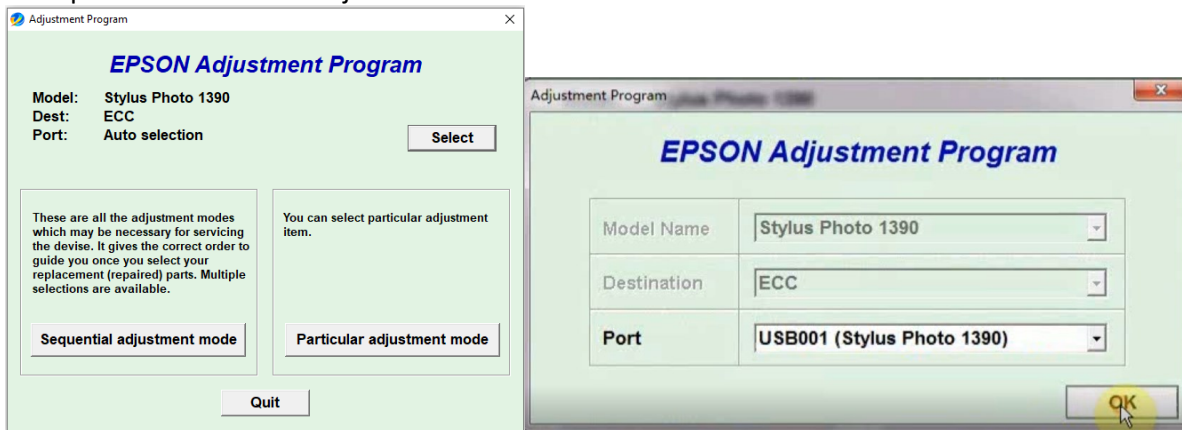 Adjustment Program
EPSON Adjustment Program
Model: Stylus Photo 1390
Dest: ECC
Port: Auto selection
Select
These are all the adjustment modes
which may be necessary for servicing
the devise. It gives the correct order to
guide you once you select your
replacement (repaired) parts. Multiple
selections are available.
Sequential adjustment mode
You can select particular adjustment
item.
Particular adjustment mode
Quit
Adjustment Program
EPSON Adjustment Program
Model Name Stylus Photo 1390
Destination ECC
Port USB001 (Stylus Photo 1390)
OK